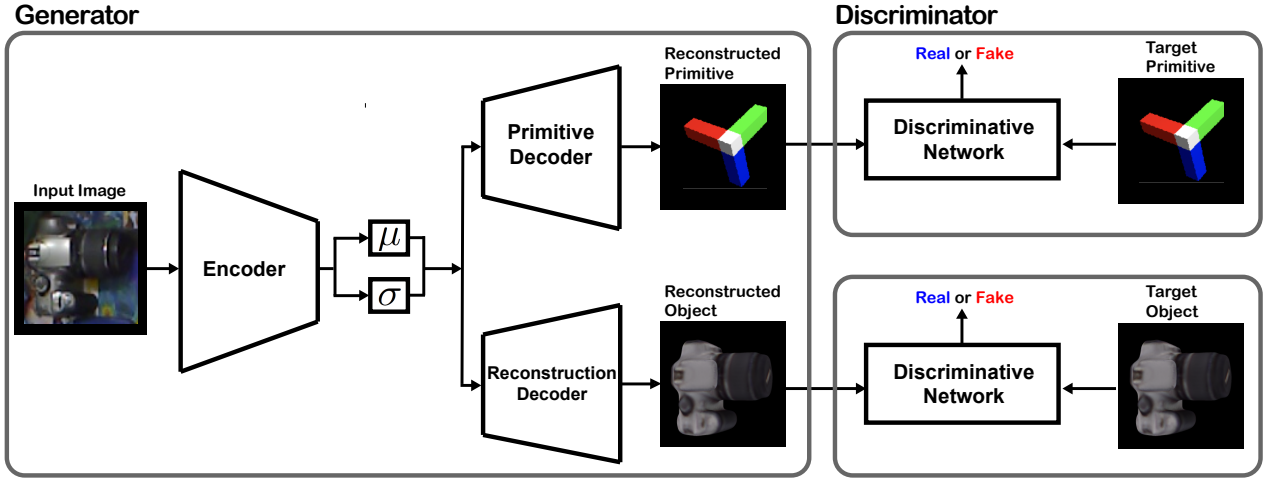 Generator
Discriminator
Reconstructed
Primitive
Real or Fake
Target
Primitive
Primitive
Decoder
Discriminative
Network
Input Image
Encoder
μ
σ
Reconstructed
Object
Real or Fake
Target
Object
Reconstruction
Decoder
Discriminative
Network